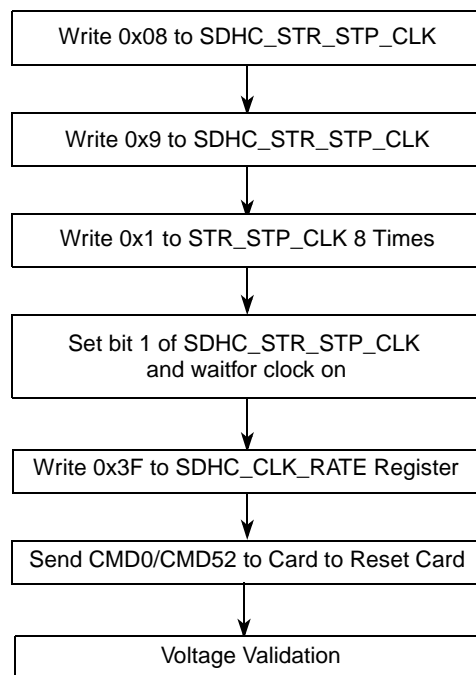 Write 0x08 to SDHC_STR_STP_CLK
Write 0x9 to SDHC_STR_STP_CLK
Write 0x1 to STR_STP_CLK 8 Times
Set bit 1 of SDHC_STR_STP_CLK
and waitfor clock on
Write 0x3F to SDHC_CLK_RATE Register
Send CMD0/CMD52 to Card to Reset Card
Voltage Validation